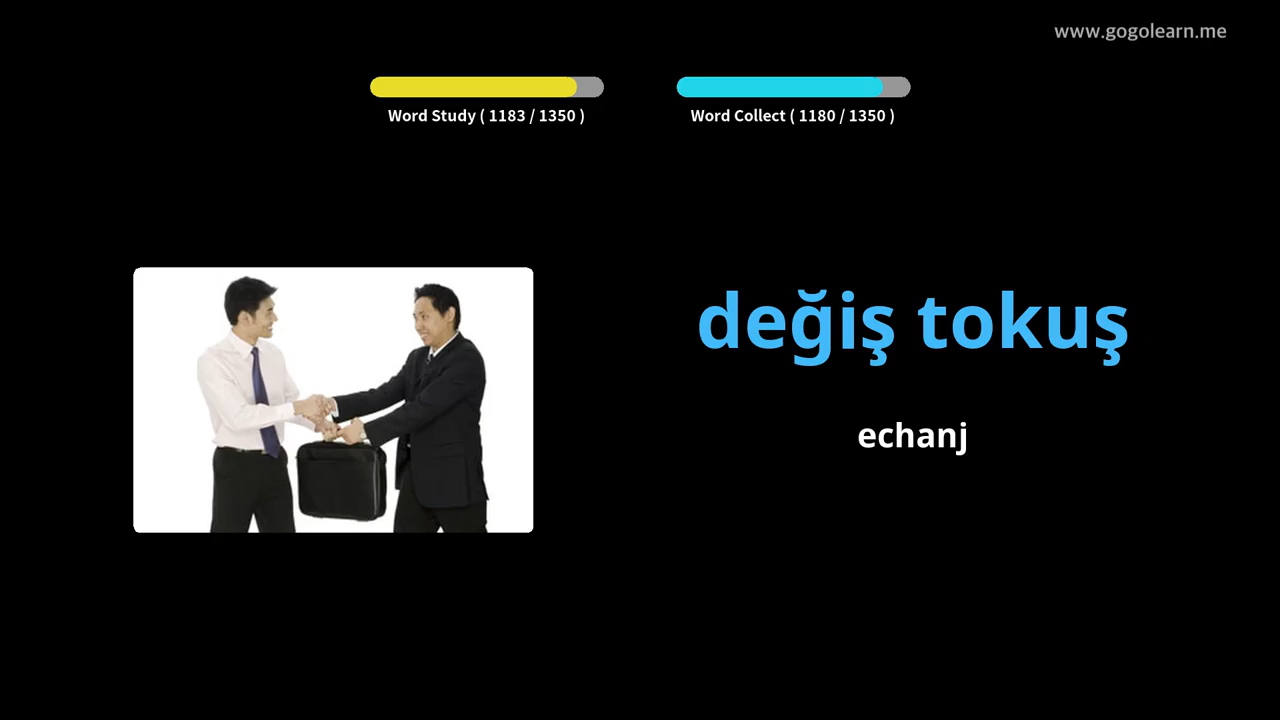 www.gogolearn.me
Word Study ( 1183 / 1350 )
Word Collect ( 1180 / 1350 )
değiş tokuş
echanj